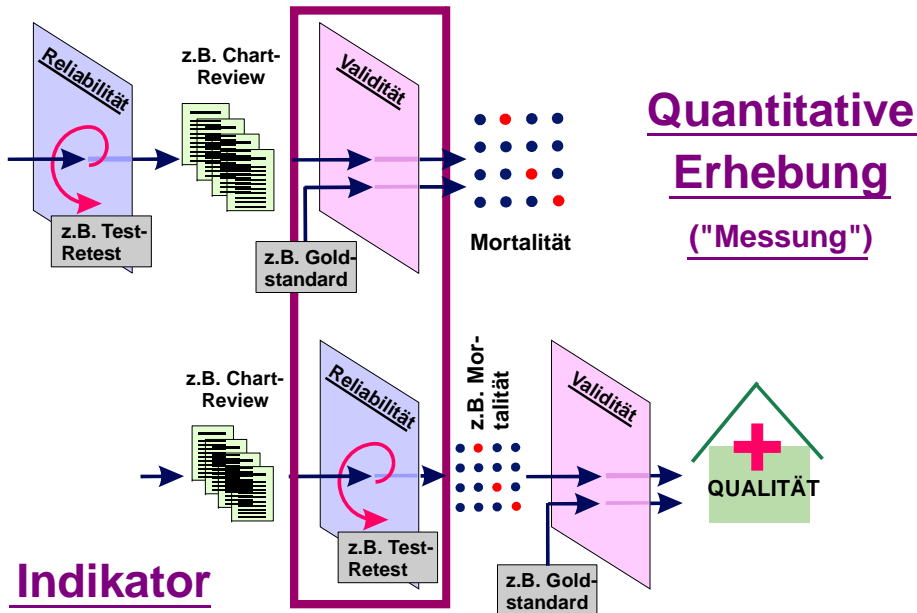 Reliabilität
z.B. Chart-
Review
Validität
z.B. Test-
Retest
z.B. Gold-
standard
Mortalität
Quantitative
Erhebung
("Messung")
z.B. Chart-
Review
Reliabilität
z.B. Mor-
talität
Validität
QUALITÄT
z.B. Test-
Retest
z.B. Gold-
standard
Indikator